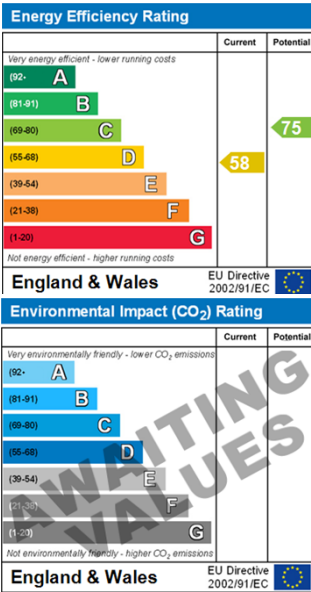 Energy Efficiency Rating
Current Potential
Very energy efficient - lower running costs
(92- A
(81-91) B
(69-80) C
75
(55-68) D
58
(39-54) E
(21-38) F
(1-20) G
Not energy efficient - higher running costs
England & Wales
EU Directive
2002/91/EC
Environmental Impact (CO2) Rating
Current Potential
Very environmentally friendly - lower CO2 emissions
(92- A
(81-91) B
(69-80) C
(55-68) D
(39-54) E
(21-38) F
(1-20) G
AWAITING
VALUES
Not environmentally friendly - higher CO2 emissions
England & Wales
EU Directive
2002/91/EC